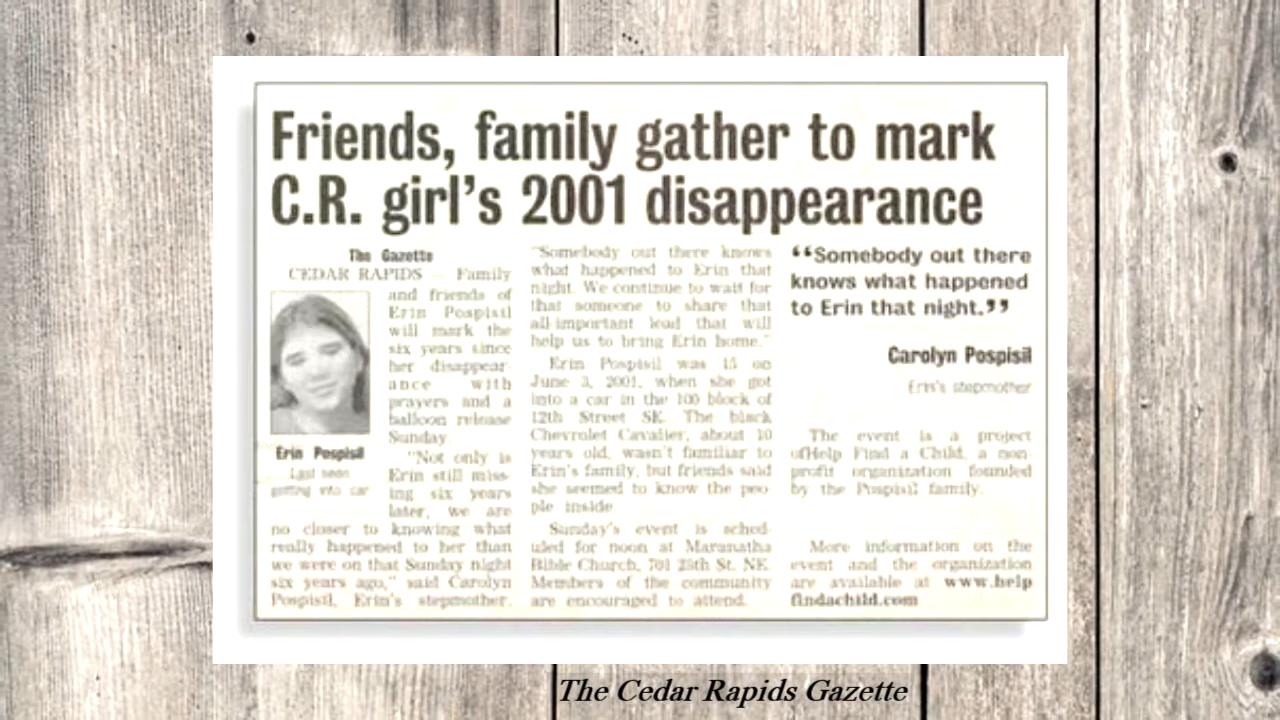 Friends, family gather to mark
C.R. girl's 2001 disappearance
The Gazette
CEDAR RAPIDS — Family
and friends of
Erin Pospisil
will mark the
six years since
her disappear-
ance with
prayers and a
balloon release
Sunday.
"Not only is
Erin still miss-
ing six years
later, we are
no closer to knowing what
really happened to her than
we were on that Sunday night
six years ago," said Carolyn
Pospisil, Erin's stepmother.
Erin Pospisil
Last seen
getting into car
"Somebody out there knows
what happened to Erin that
night. We continue to wait for
that someone to share that
all-important lead that will
help us to bring Erin home."
Erin Pospisil was 15 on
June 3, 2001, when she got
into a car in the 100 block of
12th Street SE. The black
Chevrolet Cavalier, about 10
years old, wasn't familiar to
Erin's family, but friends said
she seemed to know the peo-
ple inside.
Sunday's event is sched-
uled for noon at Maranatha
Bible Church, 701 25th St. NE.
Members of the community
are encouraged to attend.
“Somebody out there
knows what happened
to Erin that night.”
Carolyn Pospisil
Erin's stepmother
The event is a project
ofHelp Find a Child, a non-
profit organization founded
by the Pospisil family.
More information on the
event and the organization
are available at www.help
findachild.com
The Cedar Rapids Gazette